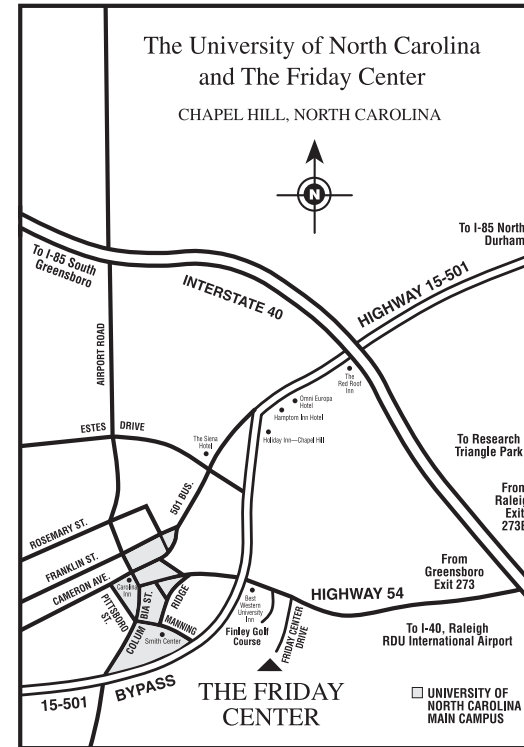 The University of North Carolina
and The Friday Center
CHAPEL HILL, NORTH CAROLINA
N
To I-85 North
Durham
To I-85 South
Greensboro
INTERSTATE 40
HIGHWAY 15-501
AIRPORT ROAD
The
Red Roof
Inn
Omni Europa
Hotel
Hamptom Inn Hotel
Holiday Inn—Chapel Hill
ESTES DRIVE
The Siena
Hotel
To Research
Triangle Park
501 BUS.
From
Raleig
Exit
273B
ROSEMARY ST.
FRANKLIN ST.
CAMERON AVE.
From
Greensboro
Exit 273
Carolina
Inn
PITTSBORO
ST.
COLUM
BIA ST.
RIDGE
MANNING
Smith Center
Best
Western
University
Inn
HIGHWAY 54
Finley Golf
Course
FRIDAY CENTER
DRIVE
To I-40, Raleigh
RDU International Airport
15-501
BYPASS
THE FRIDAY
CENTER
UNIVERSITY OF
NORTH CAROLINA
MAIN CAMPUS